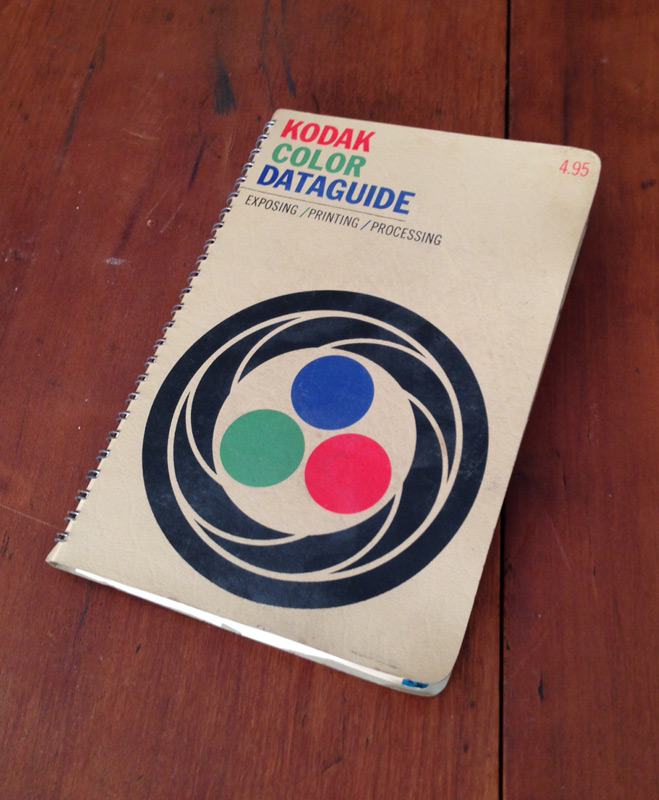 KODAK
COLOR
DATAGUIDE
EXPOSING / PRINTING / PROCESSING
4.95